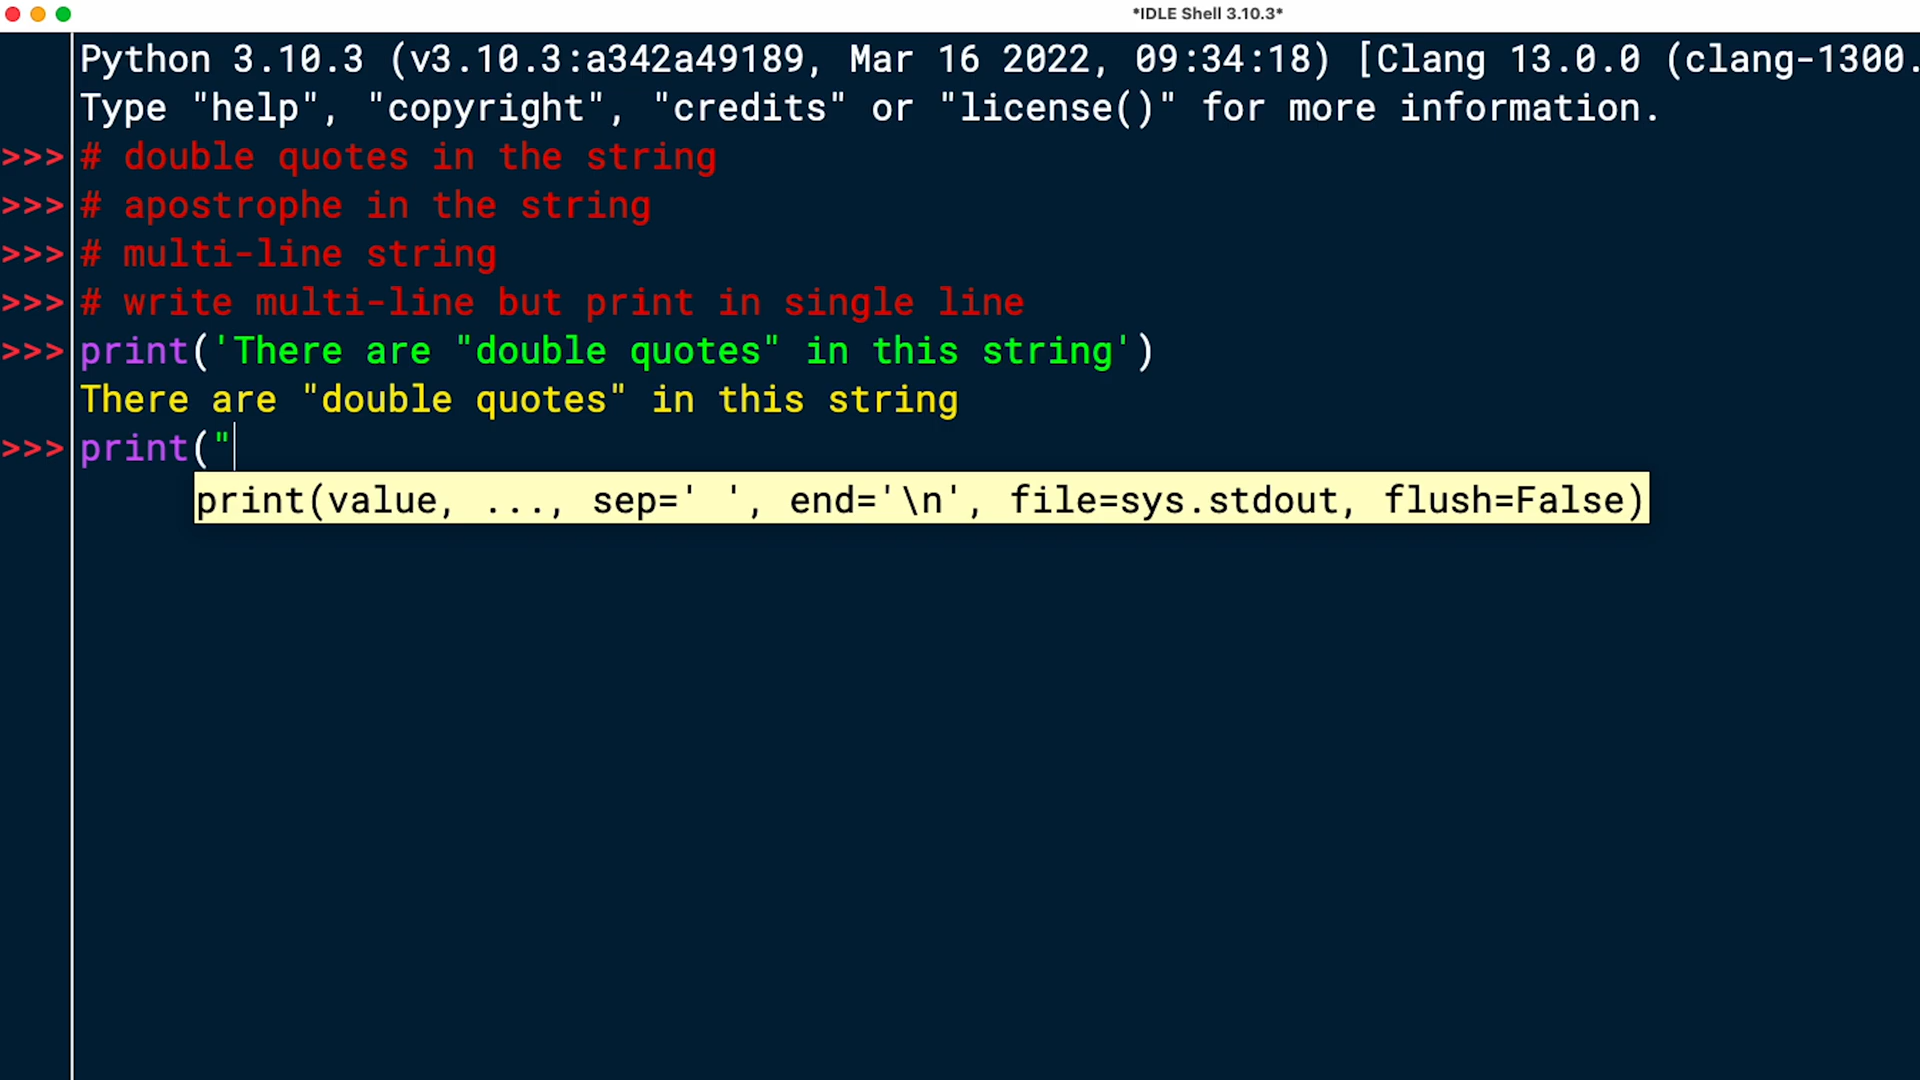 *IDLE Shell 3.10.3*
Python 3.10.3 (v3.10.3:a342a49189, Mar 16 2022, 09:34:18) [Clang 13.0.0 (clang-1300.
Type "help", "copyright", "credits" or "license()" for more information.
>>> # double quotes in the string
>>> # apostrophe in the string
>>> # multi-line string
>>> # write multi-line but print in single line
>>> print('There are "double quotes" in this string')
There are "double quotes" in this string
>>> print("
print(value, ..., sep=' ', end='\n', file=sys.stdout, flush=False)